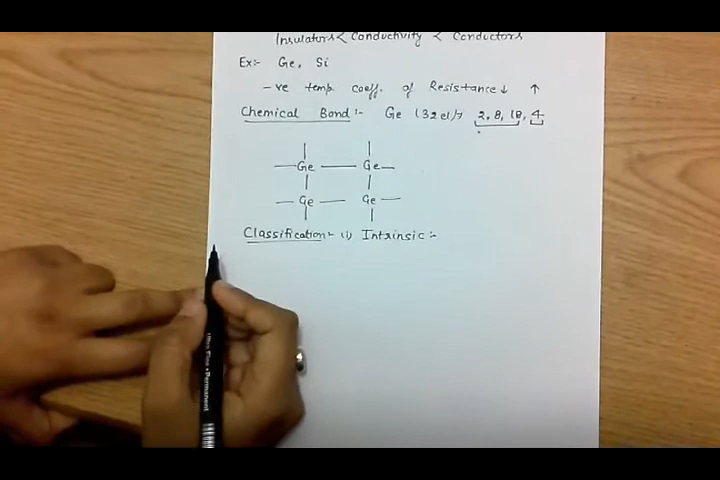 Insulators < Conductivity < Conductors
Ex:- Ge, Si
-ve temp. coeff. of Resistance ↓ ↑
Chemical Bond :- Ge (32 el) → 2, 8, 18, 4
Ge Ge
Ge Ge
Classification :- (i) Intrinsic :-
Permanent